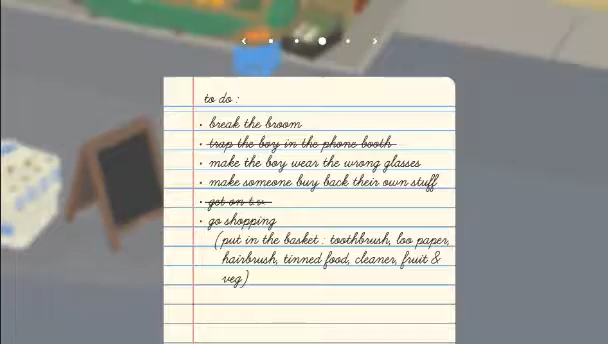 to do :
• break the broom
• trap the boy in the phone booth
• make the boy wear the wrong glasses
• make someone buy back their own stuff
• get on t.v.
• go shopping
(put in the basket : toothbrush, loo paper,
hairbrush, tinned food, cleaner, fruit &
veg)